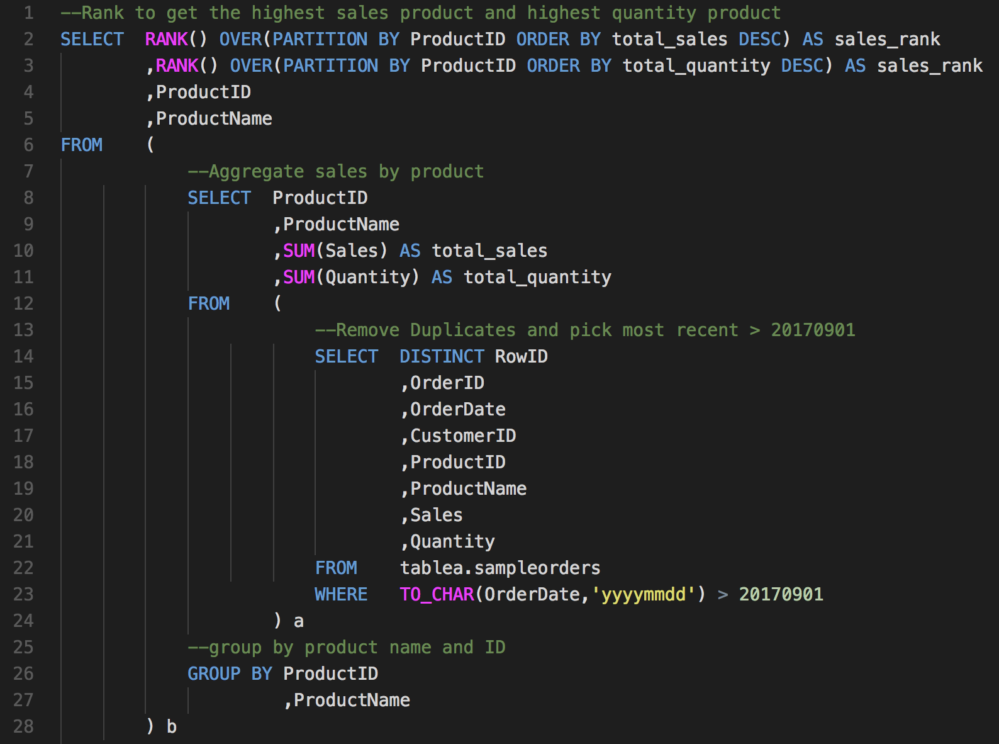 1 --Rank to get the highest sales product and highest quantity product
2 SELECT  RANK() OVER(PARTITION BY ProductID ORDER BY total_sales DESC) AS sales_rank
3         ,RANK() OVER(PARTITION BY ProductID ORDER BY total_quantity DESC) AS sales_rank
4         ,ProductID
5         ,ProductName
6 FROM    (
7             --Aggregate sales by product
8             SELECT  ProductID
9                     ,ProductName
10                     ,SUM(Sales) AS total_sales
11                     ,SUM(Quantity) AS total_quantity
12             FROM    (
13                         --Remove Duplicates and pick most recent > 20170901
14                         SELECT  DISTINCT RowID
15                                 ,OrderID
16                                 ,OrderDate
17                                 ,CustomerID
18                                 ,ProductID
19                                 ,ProductName
20                                 ,Sales
21                                 ,Quantity
22                         FROM    tablea.sampleorders
23                         WHERE   TO_CHAR(OrderDate,'yyyymmdd') > 20170901
24                     ) a
25             --group by product name and ID
26             GROUP BY ProductID
27                      ,ProductName
28         ) b